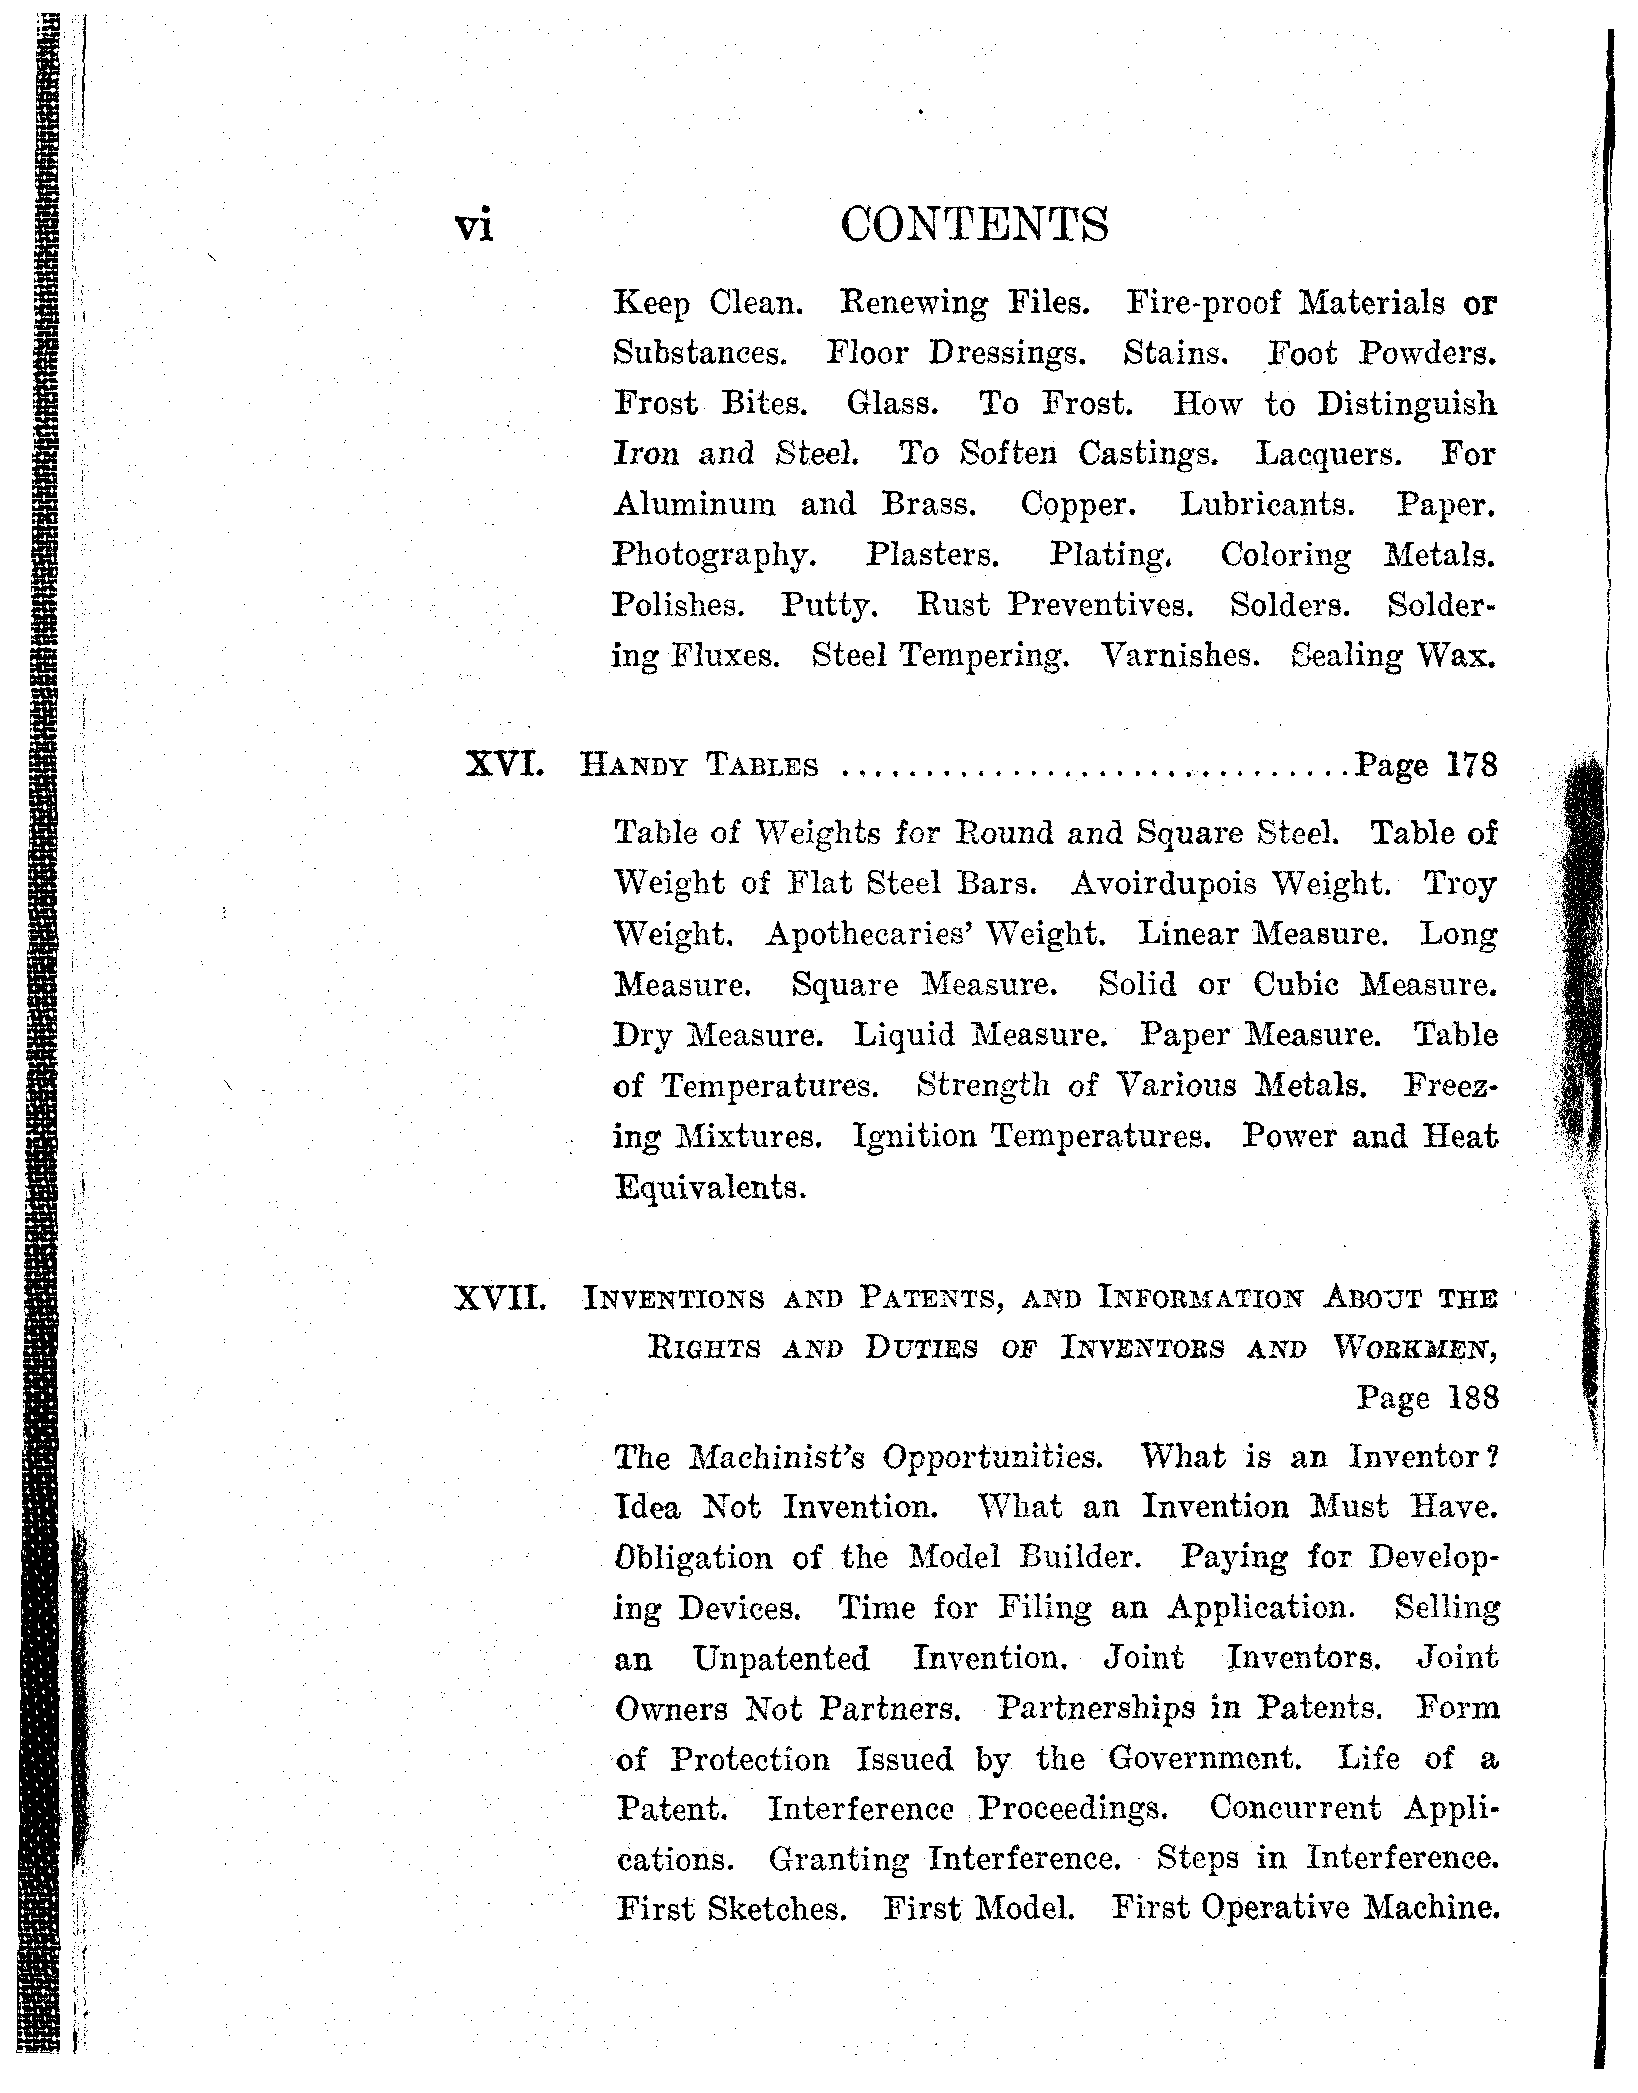 vi CONTENTS
Keep Clean. Renewing Files. Fire-proof Materials or
Substances. Floor Dressings. Stains. Foot Powders.
Frost Bites. Glass. To Frost. How to Distinguish
Iron and Steel. To Soften Castings. Lacquers. For
Aluminum and Brass. Copper. Lubricants. Paper.
Photography. Plasters. Plating. Coloring Metals.
Polishes. Putty. Rust Preventives. Solders. Solder-
ing Fluxes. Steel Tempering. Varnishes. Sealing Wax.
XVI. HANDY TABLES ..............................Page 178
Table of Weights for Round and Square Steel. Table of
Weight of Flat Steel Bars. Avoirdupois Weight. Troy
Weight. Apothecaries' Weight. Linear Measure. Long
Measure. Square Measure. Solid or Cubic Measure.
Dry Measure. Liquid Measure. Paper Measure. Table
of Temperatures. Strength of Various Metals. Freez-
ing Mixtures. Ignition Temperatures. Power and Heat
Equivalents.
XVII. INVENTIONS AND PATENTS, AND INFORMATION ABOUT THE
RIGHTS AND DUTIES OF INVENTORS AND WORKMEN,
Page 188
The Machinist's Opportunities. What is an Inventor?
Idea Not Invention. What an Invention Must Have.
Obligation of the Model Builder. Paying for Develop-
ing Devices. Time for Filing an Application. Selling
an Unpatented Invention. Joint Inventors. Joint
Owners Not Partners. Partnerships in Patents. Form
of Protection Issued by the Government. Life of a
Patent. Interference Proceedings. Concurrent Appli-
cations. Granting Interference. Steps in Interference.
First Sketches. First Model. First Operative Machine.